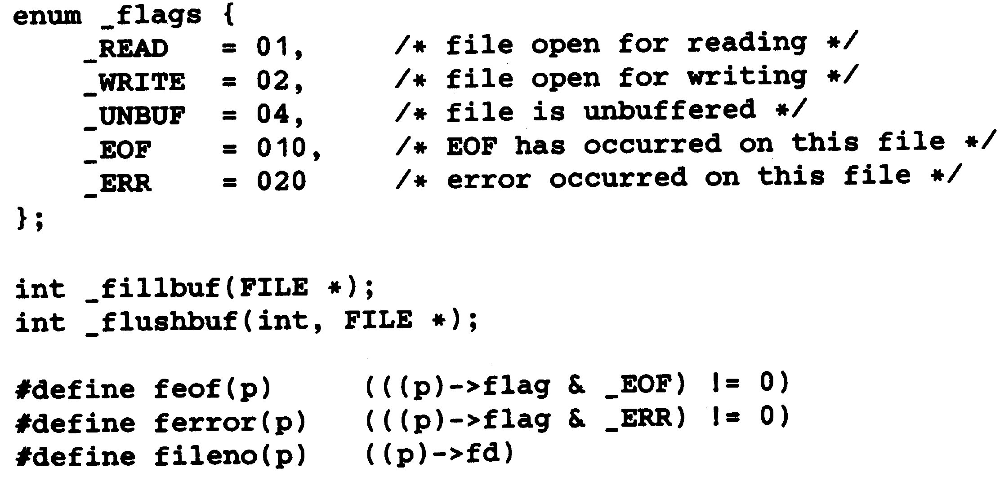 enum _flags {
    _READ   = 01,     /* file open for reading */
    _WRITE  = 02,     /* file open for writing */
    _UNBUF  = 04,     /* file is unbuffered */
    _EOF    = 010,    /* EOF has occurred on this file */
    _ERR    = 020     /* error occurred on this file */
};
int _fillbuf(FILE *);
int _flushbuf(int, FILE *);
#define feof(p)     (((p)->flag & _EOF) != 0)
#define ferror(p)   (((p)->flag & _ERR) != 0)
#define fileno(p)   ((p)->fd)